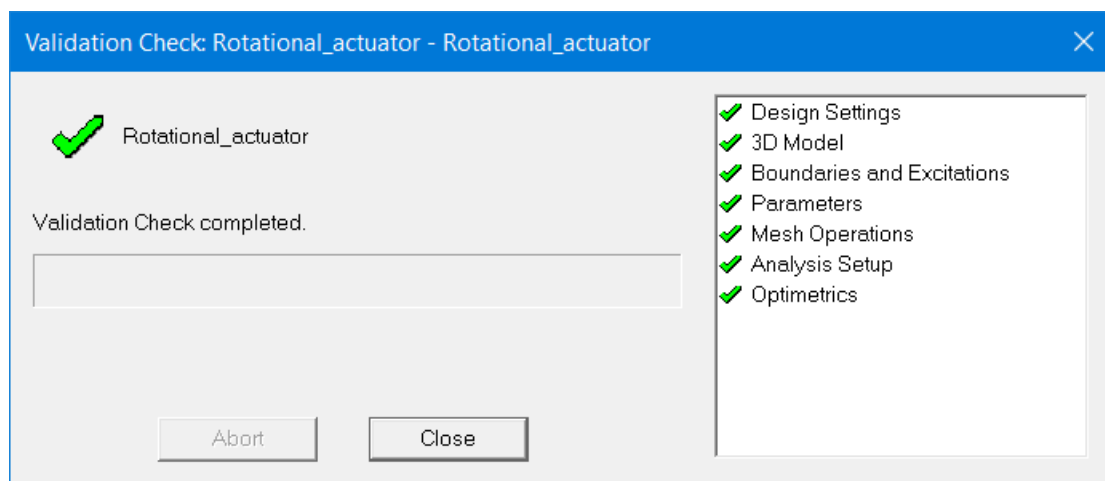 Validation Check: Rotational_actuator - Rotational_actuator
Rotational_actuator
Validation Check completed.
Abort
Close
Design Settings
3D Model
Boundaries and Excitations
Parameters
Mesh Operations
Analysis Setup
Optimetrics